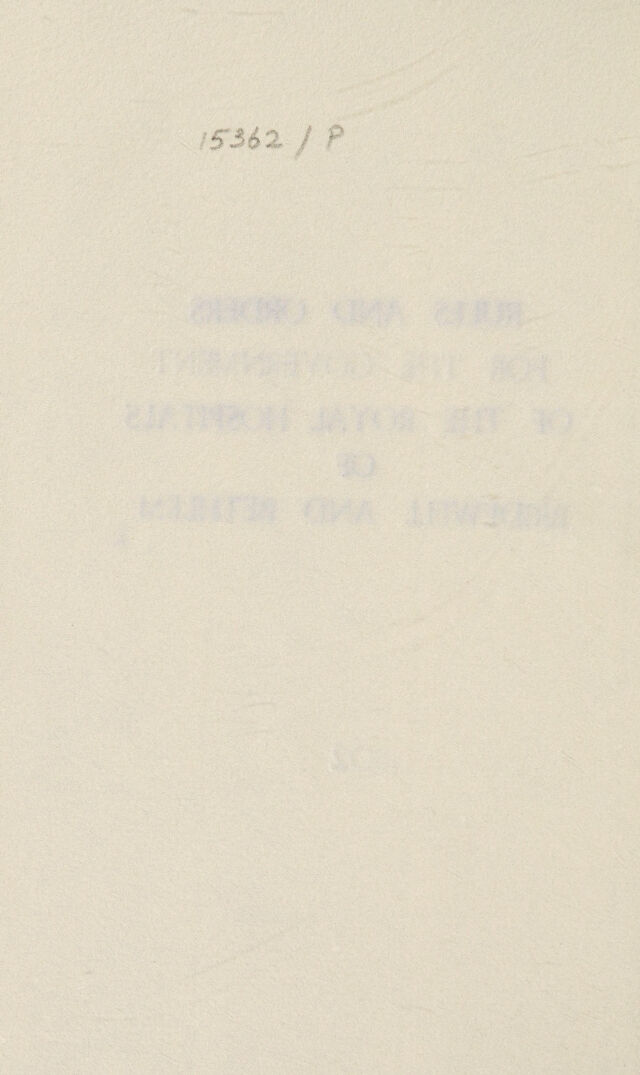 15362 / P
RULES AND ORDERS
FOR THE GOVERNMENT
OF THE ROYAL HOSPITALS
OF
BRIDEWELL AND BETHLEM